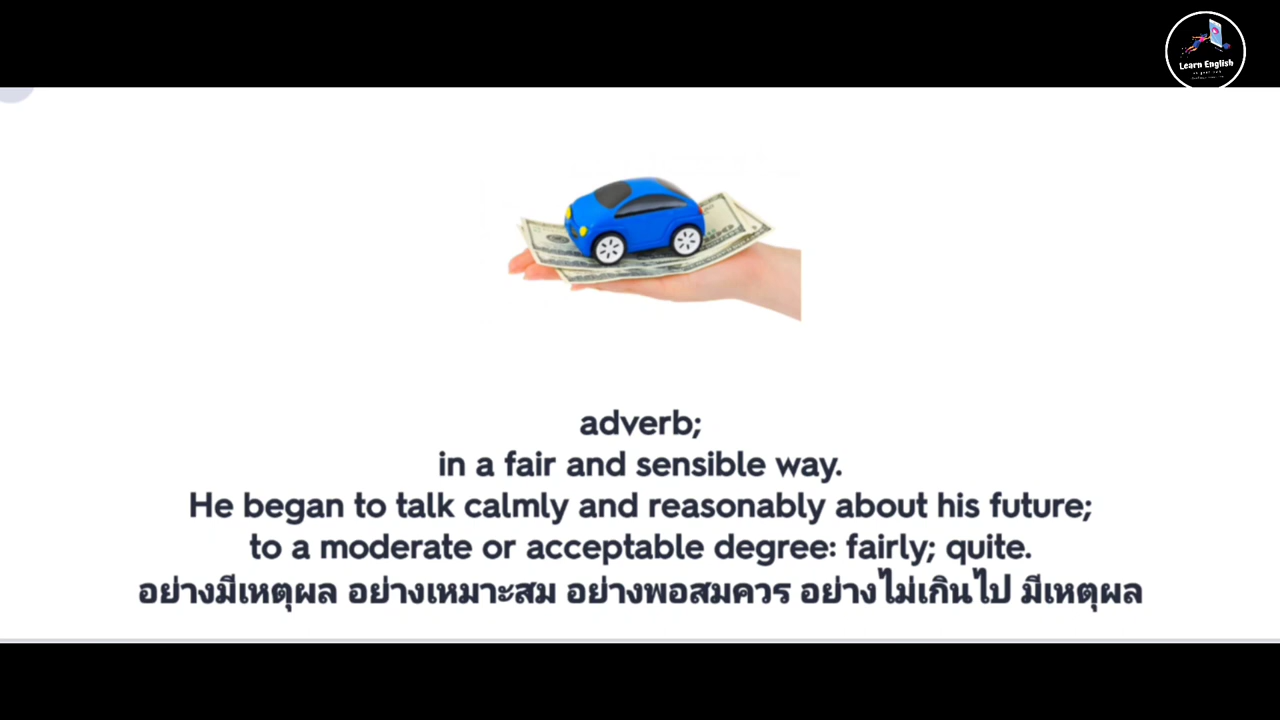 Learn English
adverb;
in a fair and sensible way.
He began to talk calmly and reasonably about his future;
to a moderate or acceptable degree: fairly; quite.
อย่างมีเหตุผล อย่างเหมาะสม อย่างพอสมควร อย่างไม่เกินไป มีเหตุผล